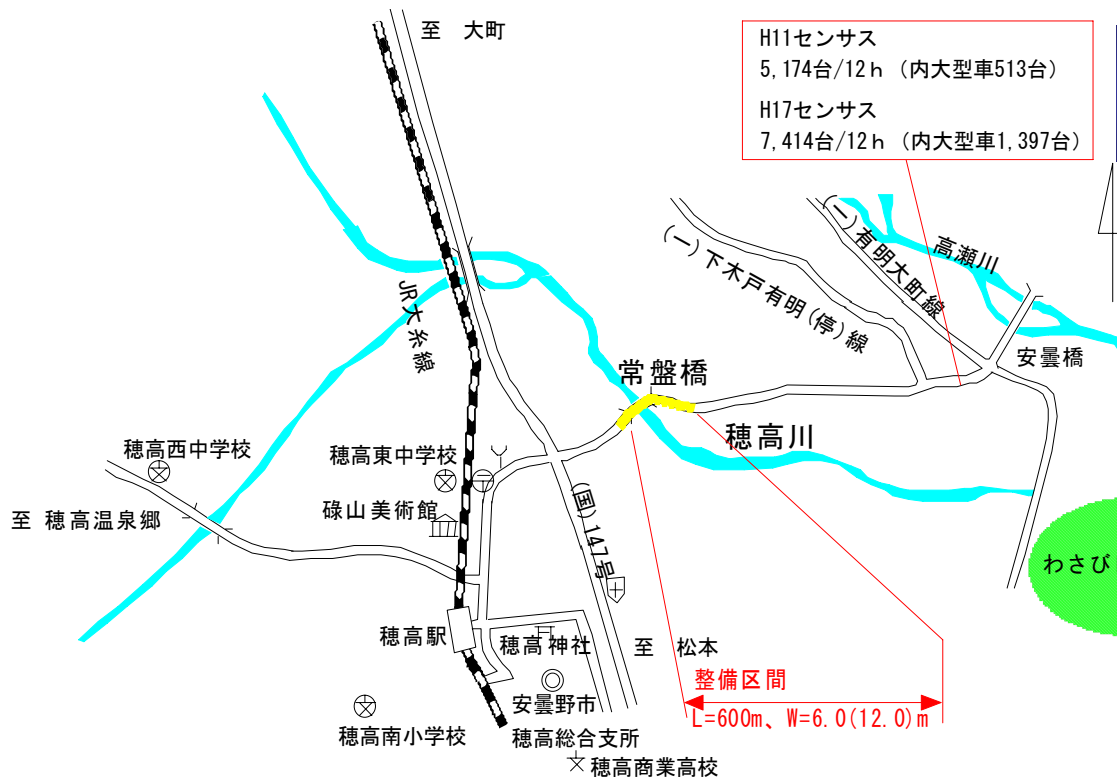 至 大町
H11センサス
5,174台/12h (内大型車513台)
H17センサス
7,414台/12h (内大型車1,397台)
(一)有明大町線
高瀬川
(一)下木戸有明(停)線
安曇橋
JR大糸線
常盤橋
穂高川
穂高西中学校
穂高東中学校
碌山美術館
至 穂高温泉郷
(国)147号
わさび
穂高駅
穂高神社
至 松本
整備区間
L=600m、W=6.0(12.0)m
安曇野市
穂高総合支所
穂高南小学校
穂高商業高校